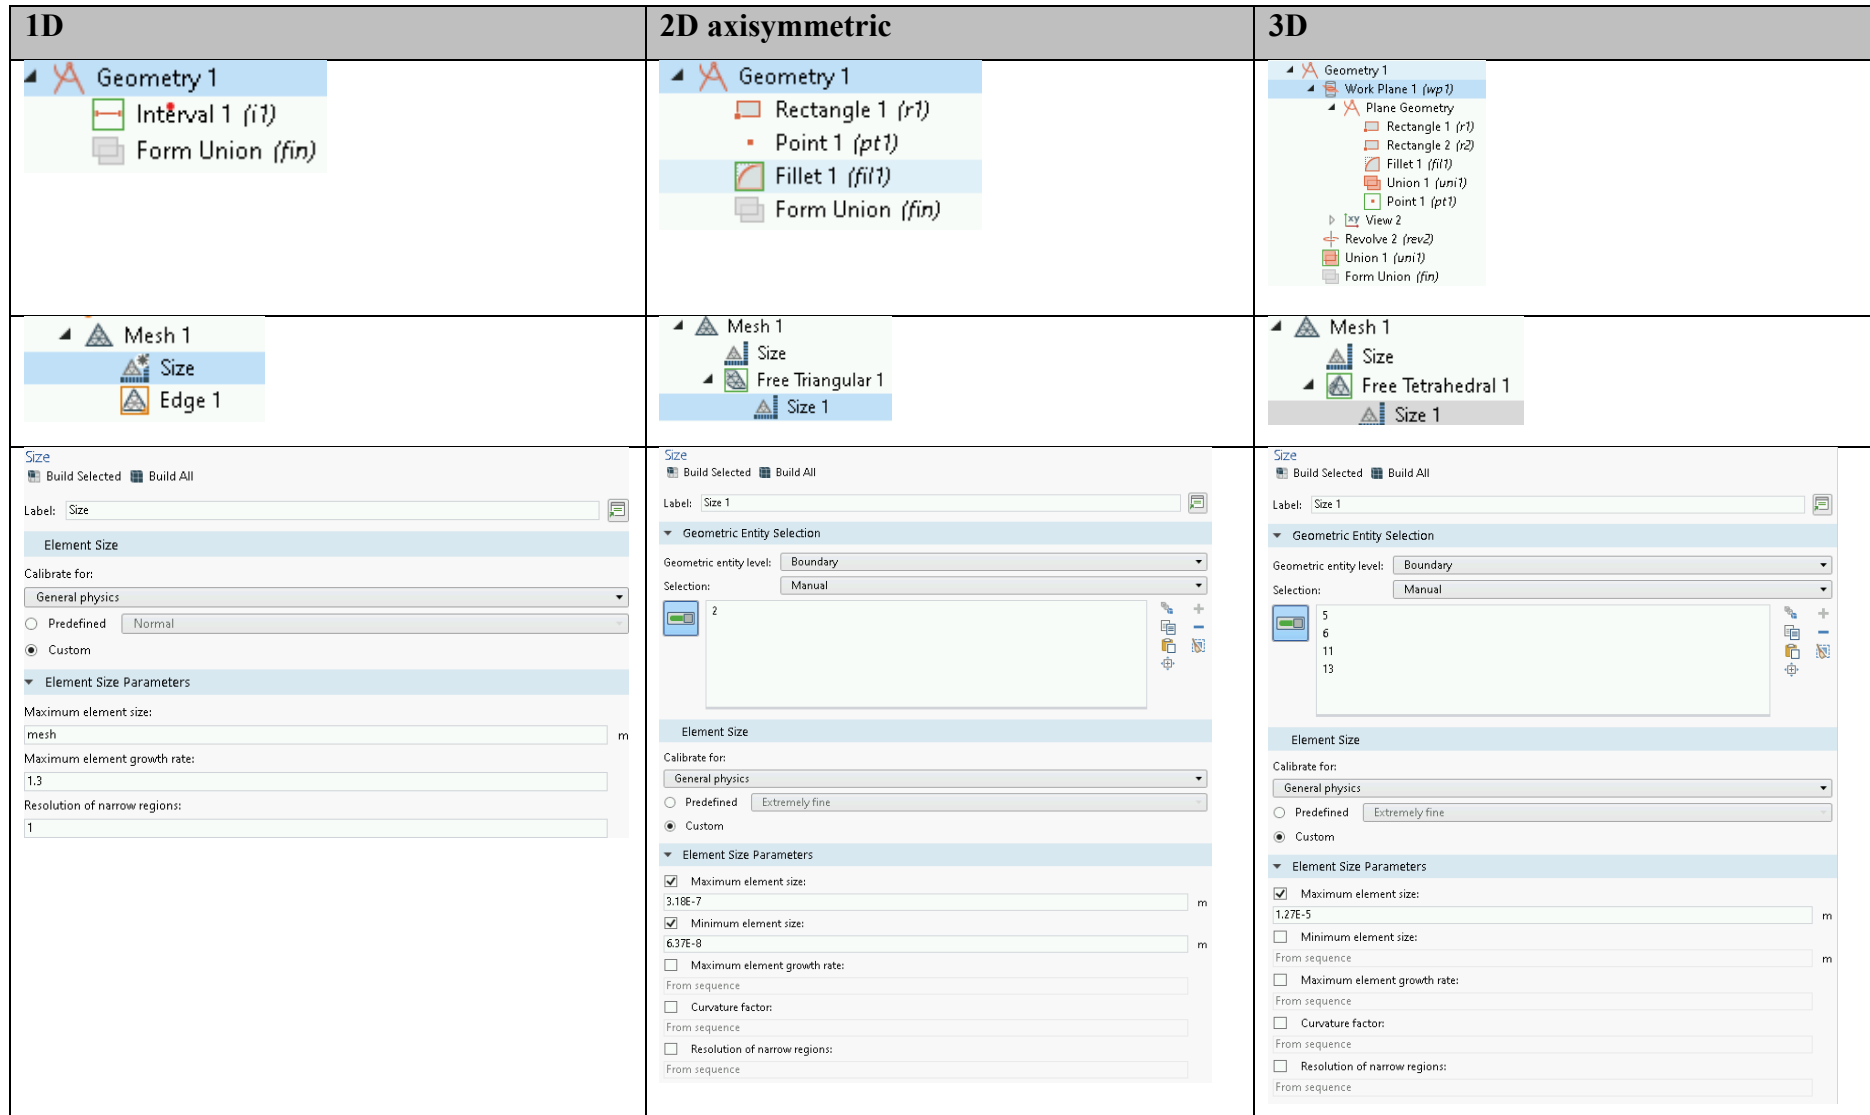 1D
2D axisymmetric
3D
Geometry 1
Interval 1 (i1)
Form Union (fin)
Geometry 1
Rectangle 1 (r1)
Point 1 (pt1)
Fillet 1 (fil1)
Form Union (fin)
Geometry 1
Work Plane 1 (wp1)
Plane Geometry
Rectangle 1 (r1)
Rectangle 2 (r2)
Fillet 1 (fil1)
Union 1 (uni1)
Point 1 (pt1)
xy View 2
Revolve 2 (rev2)
Union 1 (uni1)
Form Union (fin)
Mesh 1
Size
Edge 1
Mesh 1
Size
Free Triangular 1
Size 1
Mesh 1
Size
Free Tetrahedral 1
Size 1
Size
Build Selected Build All
Label: Size
Element Size
Calibrate for:
General physics
Predefined Normal
Custom
Element Size Parameters
Maximum element size:
mesh m
Maximum element growth rate:
1.3
Resolution of narrow regions:
1
Size
Build Selected Build All
Label: Size 1
Geometric Entity Selection
Geometric entity level: Boundary
Selection: Manual
2
Element Size
Calibrate for:
General physics
Predefined Extremely fine
Custom
Element Size Parameters
Maximum element size:
3.18E-7 m
Minimum element size:
6.37E-8 m
Maximum element growth rate:
From sequence
Curvature factor:
From sequence
Resolution of narrow regions:
From sequence
Size
Build Selected Build All
Label: Size 1
Geometric Entity Selection
Geometric entity level: Boundary
Selection: Manual
5
6
11
13
Element Size
Calibrate for:
General physics
Predefined Extremely fine
Custom
Element Size Parameters
Maximum element size:
1.27E-5 m
Minimum element size:
From sequence m
Maximum element growth rate:
From sequence
Curvature factor:
From sequence
Resolution of narrow regions:
From sequence